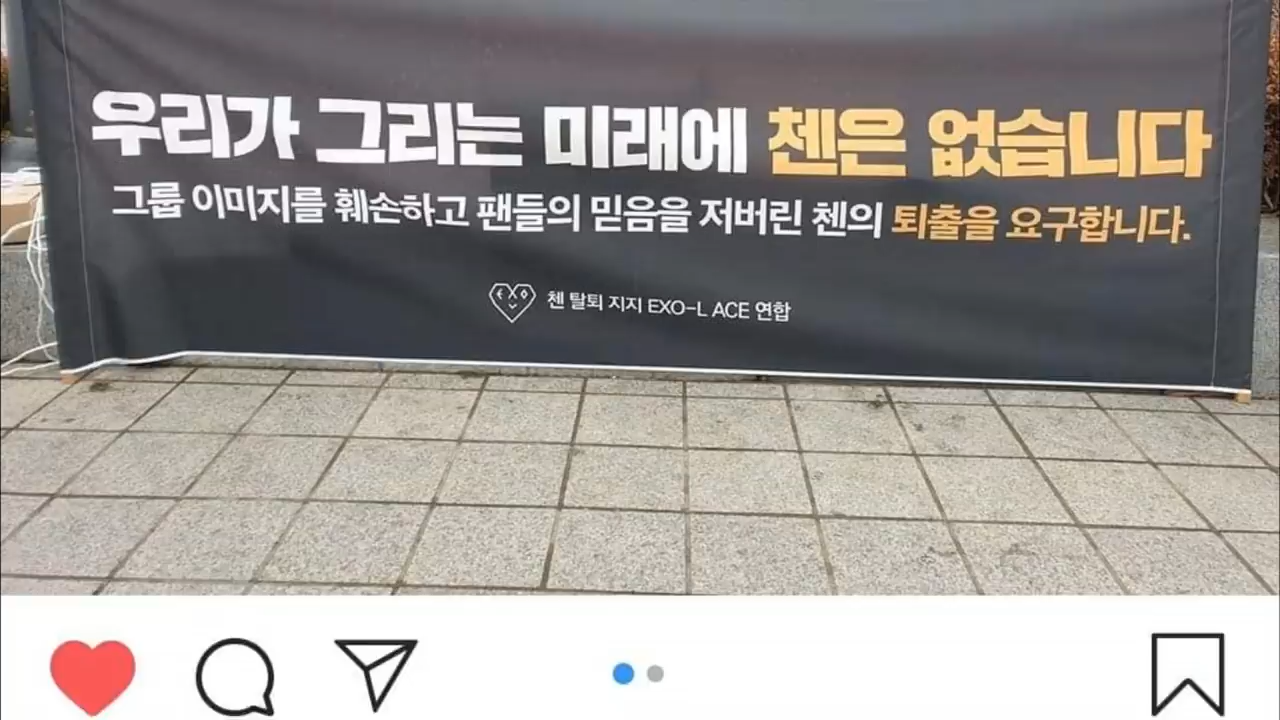 우리가 그리는 미래에 첸은 없습니다
그룹 이미지를 훼손하고 팬들의 믿음을 저버린 첸의 퇴출을 요구합니다.
EXO
첸 탈퇴 지지 EXO-L ACE 연합